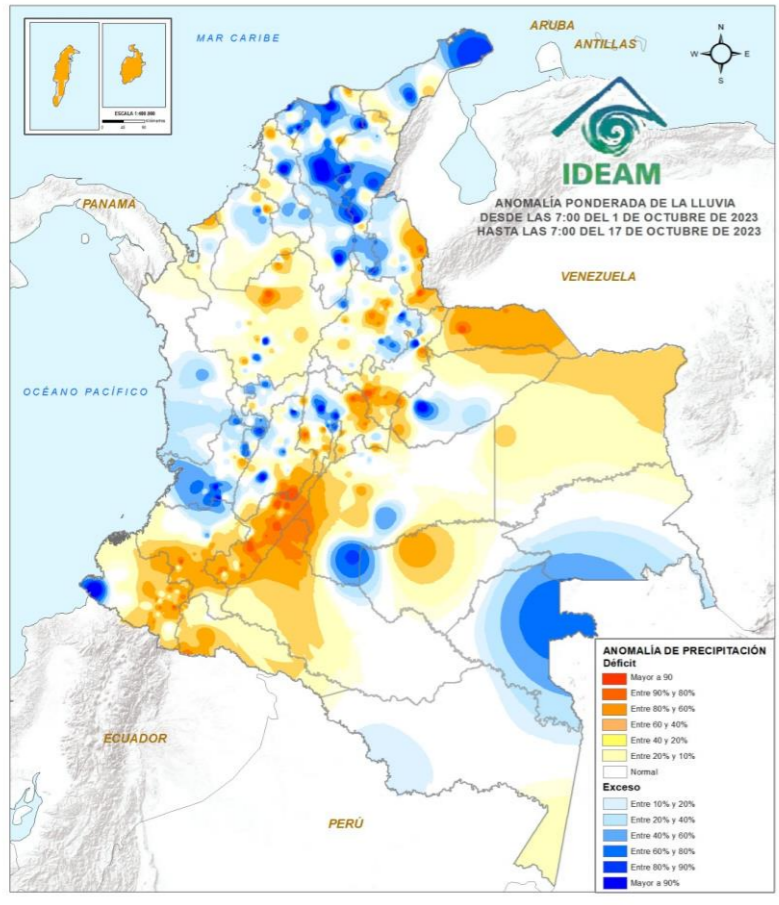 MAR CARIBE
ARUBA
ANTILLAS
N
W
E
S
ESCALA 1:400.000
IDEAM
ANOMALÍA PONDERADA DE LA LLUVIA
DESDE LAS 7:00 DEL 1 DE OCTUBRE DE 2023
HASTA LAS 7:00 DEL 17 DE OCTUBRE DE 2023
PANAMÁ
VENEZUELA
OCÉANO PACÍFICO
ECUADOR
PERÚ
ANOMALÍA DE PRECIPITACIÓN
Déficit
Mayor a 90
Entre 90% y 80%
Entre 80% y 60%
Entre 60 y 40%
Entre 40 y 20%
Entre 20% y 10%
Normal
Exceso
Entre 10% y 20%
Entre 20% y 40%
Entre 40% y 60%
Entre 60% y 80%
Entre 80% y 90%
Mayor a 90%